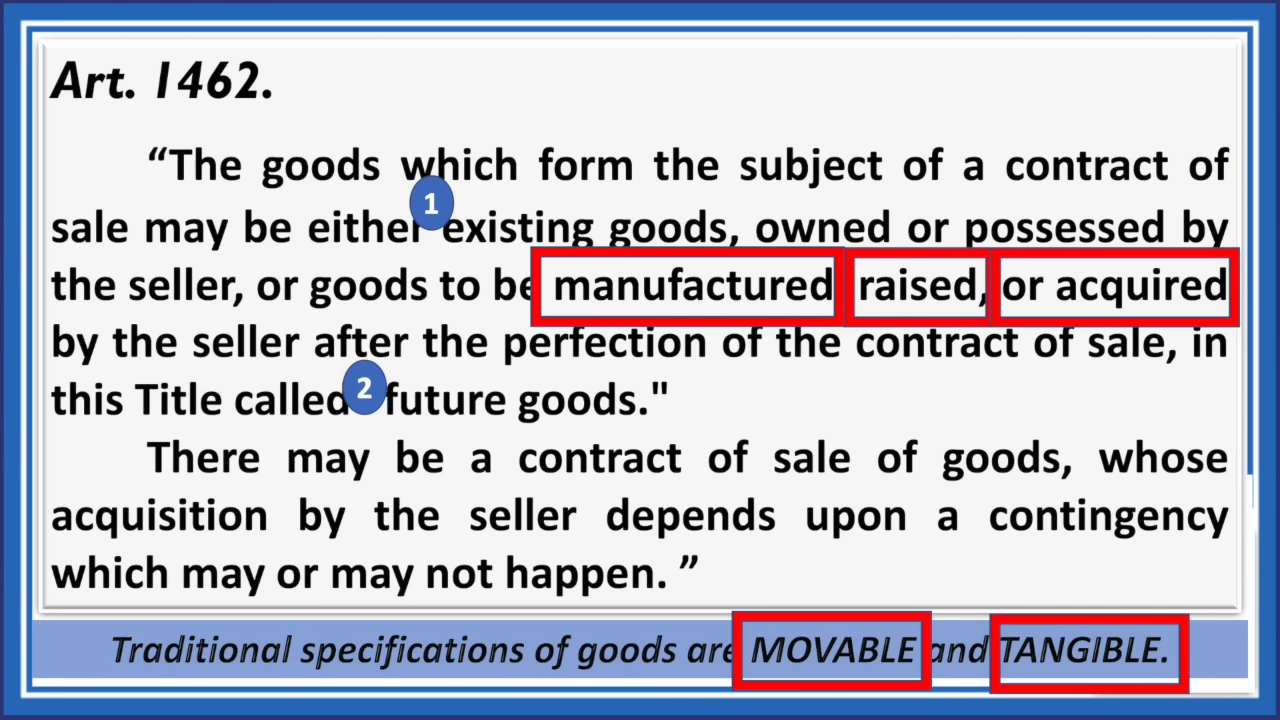 Art. 1462.
“The goods which form the subject of a contract of
1
sale may be either existing goods, owned or possessed by
the seller, or goods to be manufactured raised, or acquired
by the seller after the perfection of the contract of sale, in
2
this Title called future goods."
There may be a contract of sale of goods, whose
acquisition by the seller depends upon a contingency
which may or may not happen. ”
Traditional specifications of goods are MOVABLE and TANGIBLE.